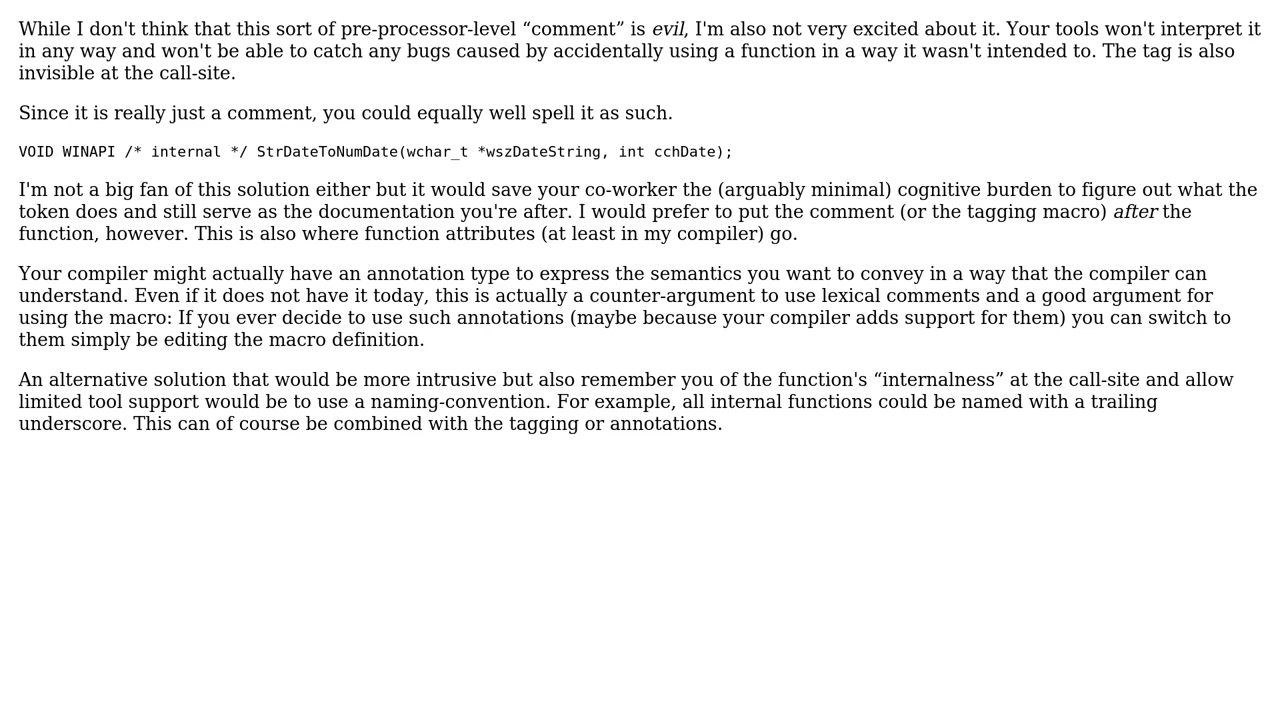 While I don't think that this sort of pre-processor-level “comment” is evil, I'm also not very excited about it. Your tools won't interpret it
in any way and won't be able to catch any bugs caused by accidentally using a function in a way it wasn't intended to. The tag is also
invisible at the call-site.
Since it is really just a comment, you could equally well spell it as such.
VOID WINAPI /* internal */ StrDateToNumDate(wchar_t *wszDateString, int cchDate);
I'm not a big fan of this solution either but it would save your co-worker the (arguably minimal) cognitive burden to figure out what the
token does and still serve as the documentation you're after. I would prefer to put the comment (or the tagging macro) after the
function, however. This is also where function attributes (at least in my compiler) go.
Your compiler might actually have an annotation type to express the semantics you want to convey in a way that the compiler can
understand. Even if it does not have it today, this is actually a counter-argument to use lexical comments and a good argument for
using the macro: If you ever decide to use such annotations (maybe because your compiler adds support for them) you can switch to
them simply be editing the macro definition.
An alternative solution that would be more intrusive but also remember you of the function's “internalness” at the call-site and allow
limited tool support would be to use a naming-convention. For example, all internal functions could be named with a trailing
underscore. This can of course be combined with the tagging or annotations.